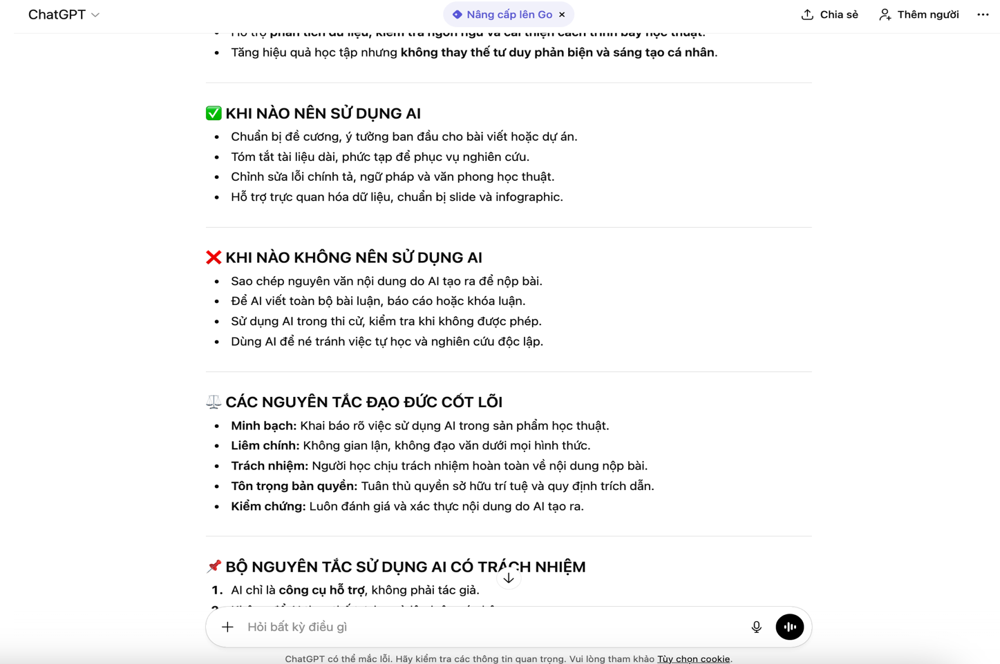 ChatGPT
Nâng cấp lên Go ×
Chia sẻ
Thêm người
Hỗ trợ phân tích dữ liệu, kiểm tra ngôn ngữ và cải thiện cách trình bày học thuật.
Tăng hiệu quả học tập nhưng không thay thế tư duy phản biện và sáng tạo cá nhân.
✅ KHI NÀO NÊN SỬ DỤNG AI
Chuẩn bị đề cương, ý tưởng ban đầu cho bài viết hoặc dự án.
Tóm tắt tài liệu dài, phức tạp để phục vụ nghiên cứu.
Chỉnh sửa lỗi chính tả, ngữ pháp và văn phong học thuật.
Hỗ trợ trực quan hóa dữ liệu, chuẩn bị slide và infographic.
❌ KHI NÀO KHÔNG NÊN SỬ DỤNG AI
Sao chép nguyên văn nội dung do AI tạo ra để nộp bài.
Để AI viết toàn bộ bài luận, báo cáo hoặc khóa luận.
Sử dụng AI trong thi cử, kiểm tra khi không được phép.
Dùng AI để né tránh việc tự học và nghiên cứu độc lập.
⚖️ CÁC NGUYÊN TẮC ĐẠO ĐỨC CỐT LÕI
Minh bạch: Khai báo rõ việc sử dụng AI trong sản phẩm học thuật.
Liêm chính: Không gian lận, không đạo văn dưới mọi hình thức.
Trách nhiệm: Người học chịu trách nhiệm hoàn toàn về nội dung nộp bài.
Tôn trọng bản quyền: Tuân thủ quyền sở hữu trí tuệ và quy định trích dẫn.
Kiểm chứng: Luôn đánh giá và xác thực nội dung do AI tạo ra.
📌 BỘ NGUYÊN TẮC SỬ DỤNG AI CÓ TRÁCH NHIỆM
1. AI chỉ là công cụ hỗ trợ, không phải tác giả.
Hỏi bất kỳ điều gì
ChatGPT có thể mắc lỗi. Hãy kiểm tra các thông tin quan trọng. Vui lòng tham khảo Tùy chọn cookie.